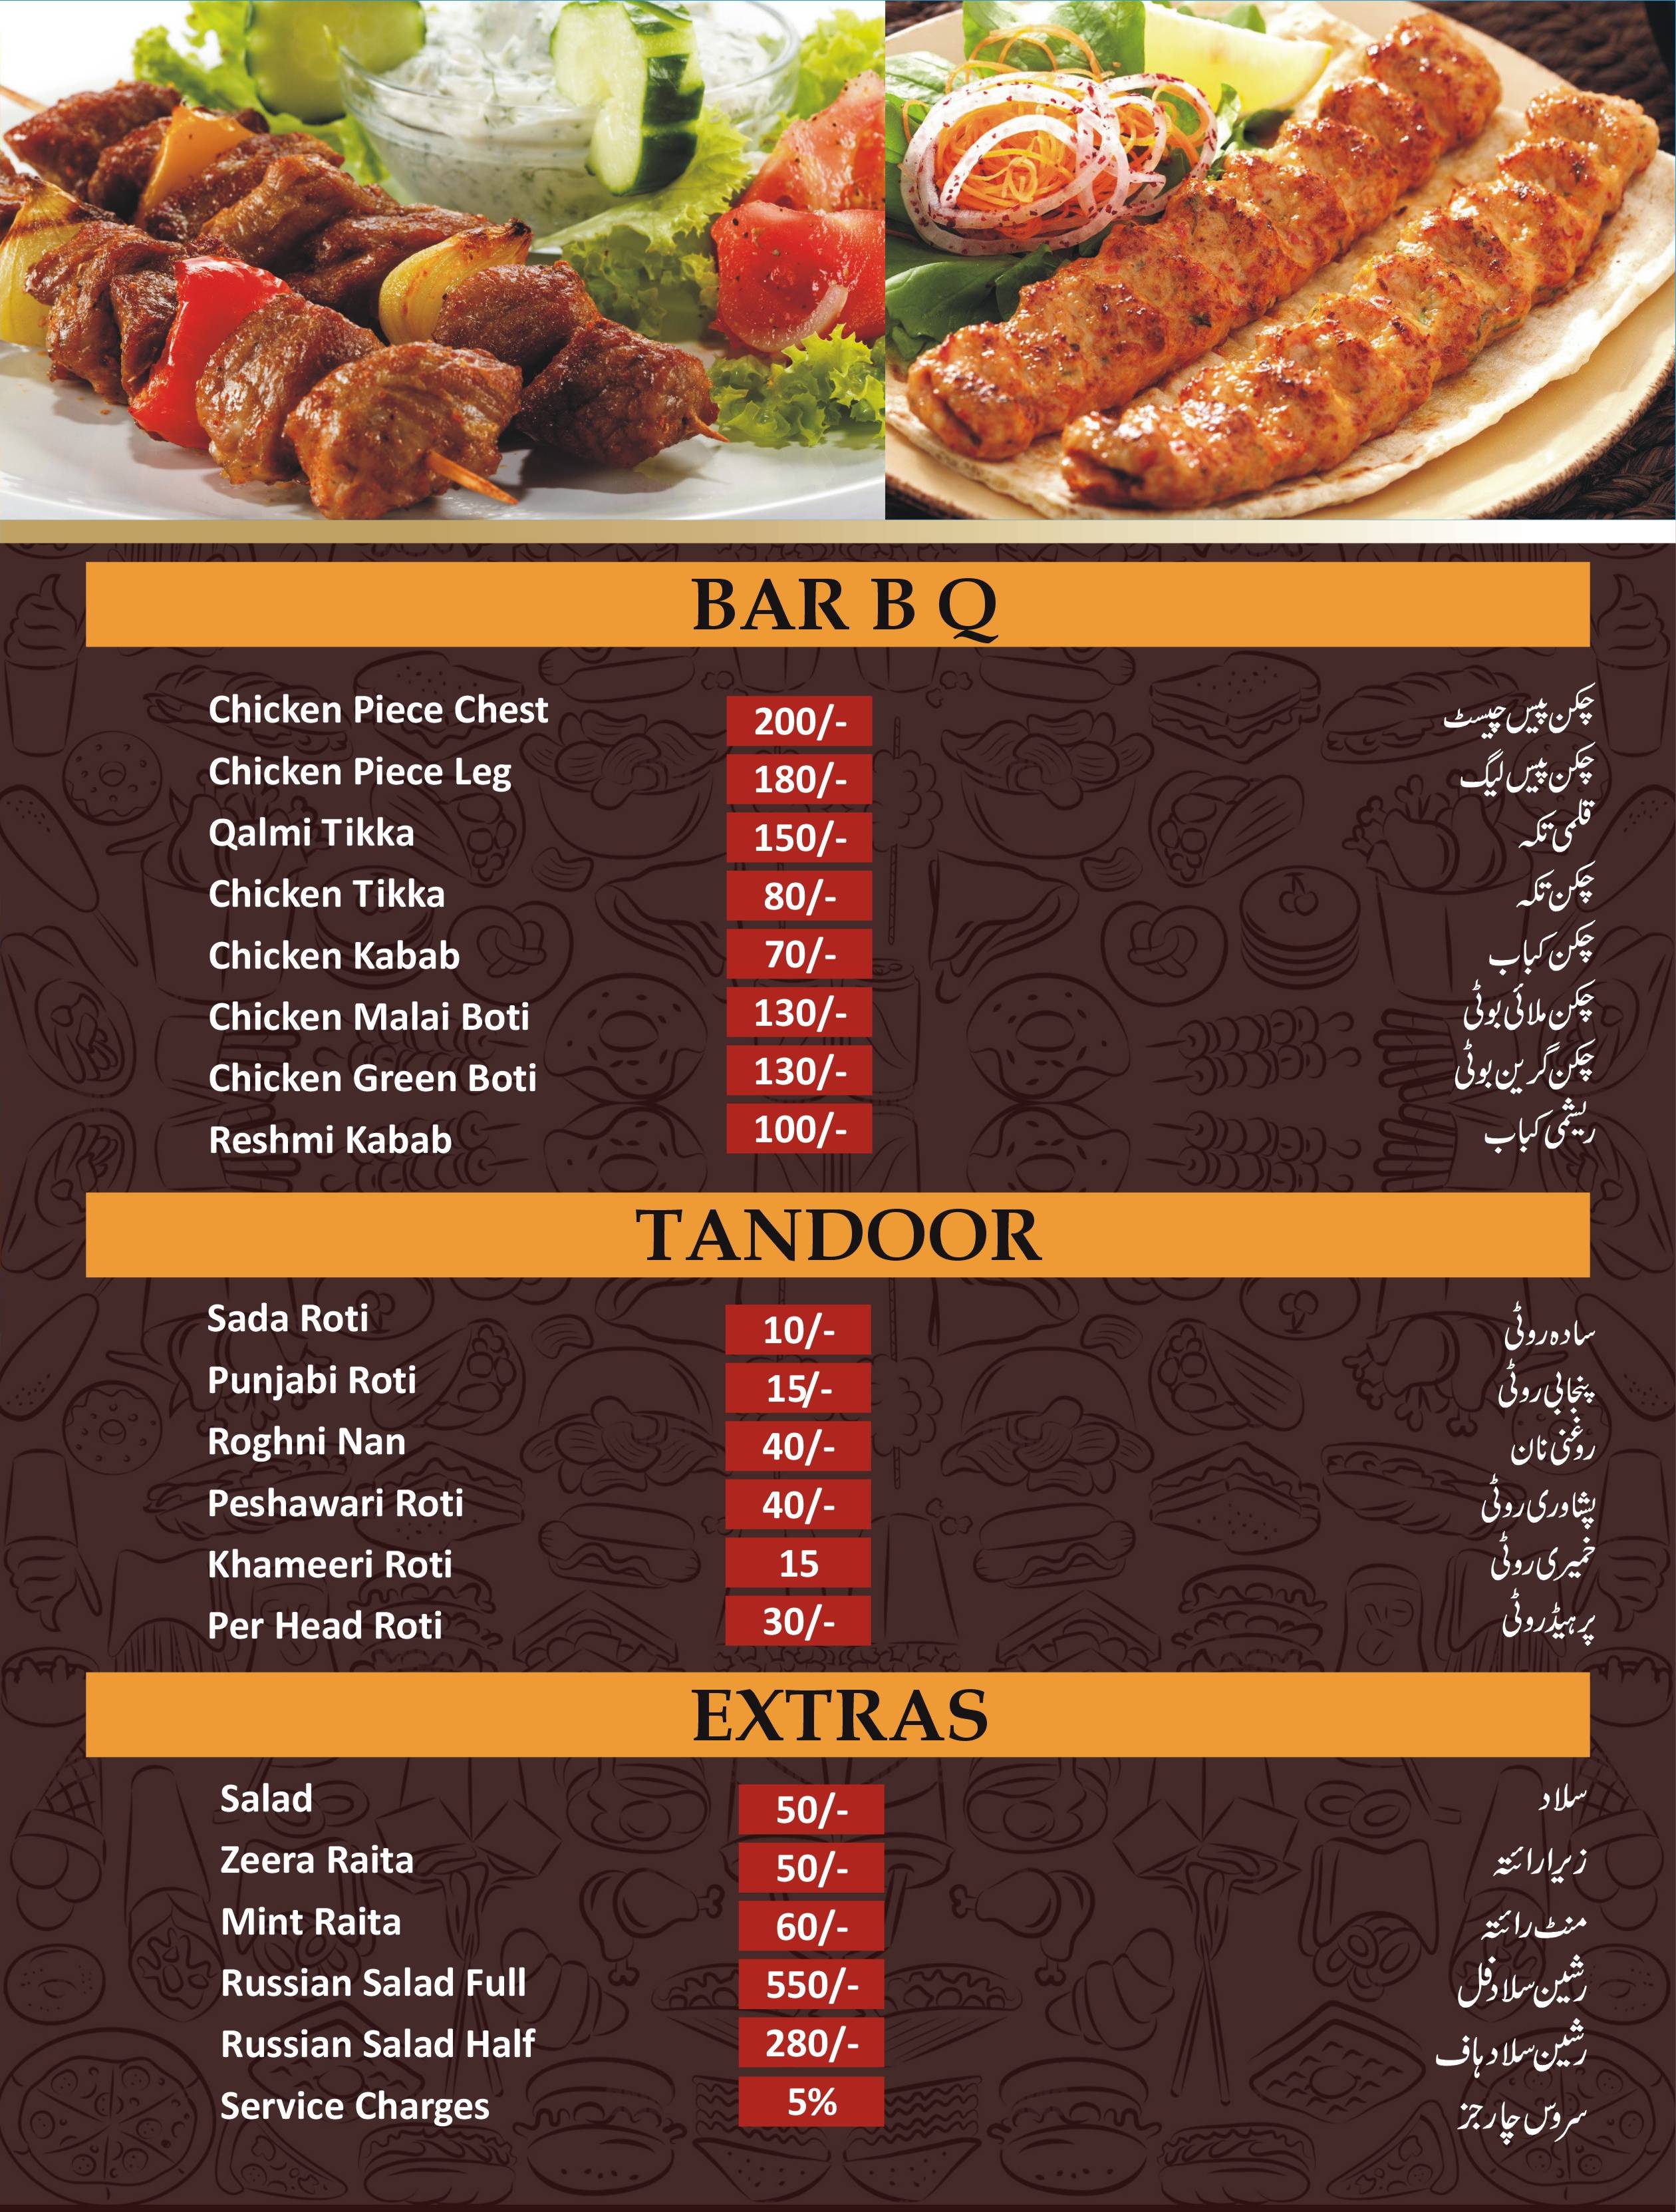 BAR B Q
Chicken Piece Chest 200/- چکن پیس چیسٹ
Chicken Piece Leg 180/- چکن پیس لیگ
Qalmi Tikka 150/- قلمی تکہ
Chicken Tikka 80/- چکن تکہ
Chicken Kabab 70/- چکن کباب
Chicken Malai Boti 130/- چکن ملائی بوٹی
Chicken Green Boti 130/- چکن گرین بوٹی
Reshmi Kabab 100/- ریشمی کباب
TANDOOR
Sada Roti 10/- سادہ روٹی
Punjabi Roti 15/- پنجابی روٹی
Roghni Nan 40/- روغنی نان
Peshawari Roti 40/- پشاوری روٹی
Khameeri Roti 15 خمیری روٹی
Per Head Roti 30/- پر ہیڈ روٹی
EXTRAS
Salad 50/- سلاد
Zeera Raita 50/- زیرا رائتہ
Mint Raita 60/- منٹ رائتہ
Russian Salad Full 550/- رشین سلاد فل
Russian Salad Half 280/- رشین سلاد ہاف
Service Charges 5% سروس چارجز